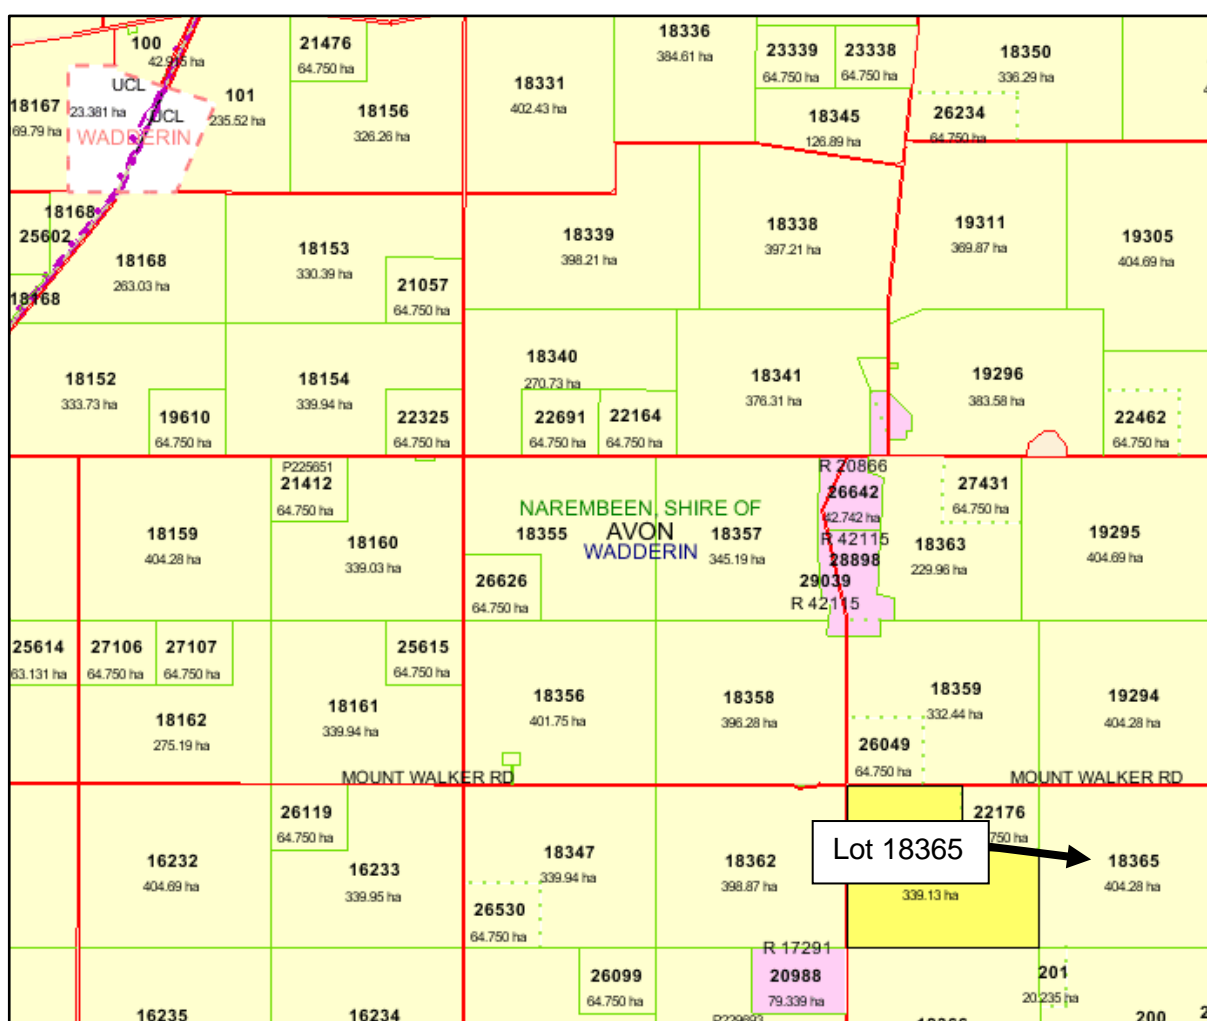 100
42.915 ha
21476
64.750 ha
18336
384.61 ha
23339
64.750 ha
23338
64.750 ha
18350
336.29 ha
UCL
23.381 ha
UCL
WADDERIN
18167
69.79 ha
101
235.52 ha
18156
326.26 ha
18331
402.43 ha
18345
126.89 ha
26234
64.750 ha
18168
25602
18168
263.03 ha
18168
18153
330.39 ha
21057
64.750 ha
18339
398.21 ha
18338
397.21 ha
19311
369.87 ha
19305
404.69 ha
18152
333.73 ha
19610
64.750 ha
18154
339.94 ha
22325
64.750 ha
18340
270.73 ha
22691
64.750 ha
22164
64.750 ha
18341
376.31 ha
19296
383.58 ha
22462
64.750 ha
P225651
21412
64.750 ha
18159
404.28 ha
18160
339.03 ha
NAREMBEEN, SHIRE OF
AVON
WADDERIN
18355
26626
64.750 ha
18357
345.19 ha
R 20866
26642
42.742 ha
R 42115
28898
29039
R 42115
27431
64.750 ha
18363
229.96 ha
19295
404.69 ha
25614
63.131 ha
27106
64.750 ha
27107
64.750 ha
25615
64.750 ha
18162
275.19 ha
18161
339.94 ha
18356
401.75 ha
18358
396.28 ha
18359
332.44 ha
26049
64.750 ha
19294
404.28 ha
MOUNT WALKER RD
MOUNT WALKER RD
26119
64.750 ha
16232
404.69 ha
16233
339.95 ha
18347
339.94 ha
26530
64.750 ha
18362
398.87 ha
22176
750 ha
Lot 18365
339.13 ha
18365
404.28 ha
26099
64.750 ha
R 17291
20988
79.339 ha
201
20.235 ha
16235
16234
200